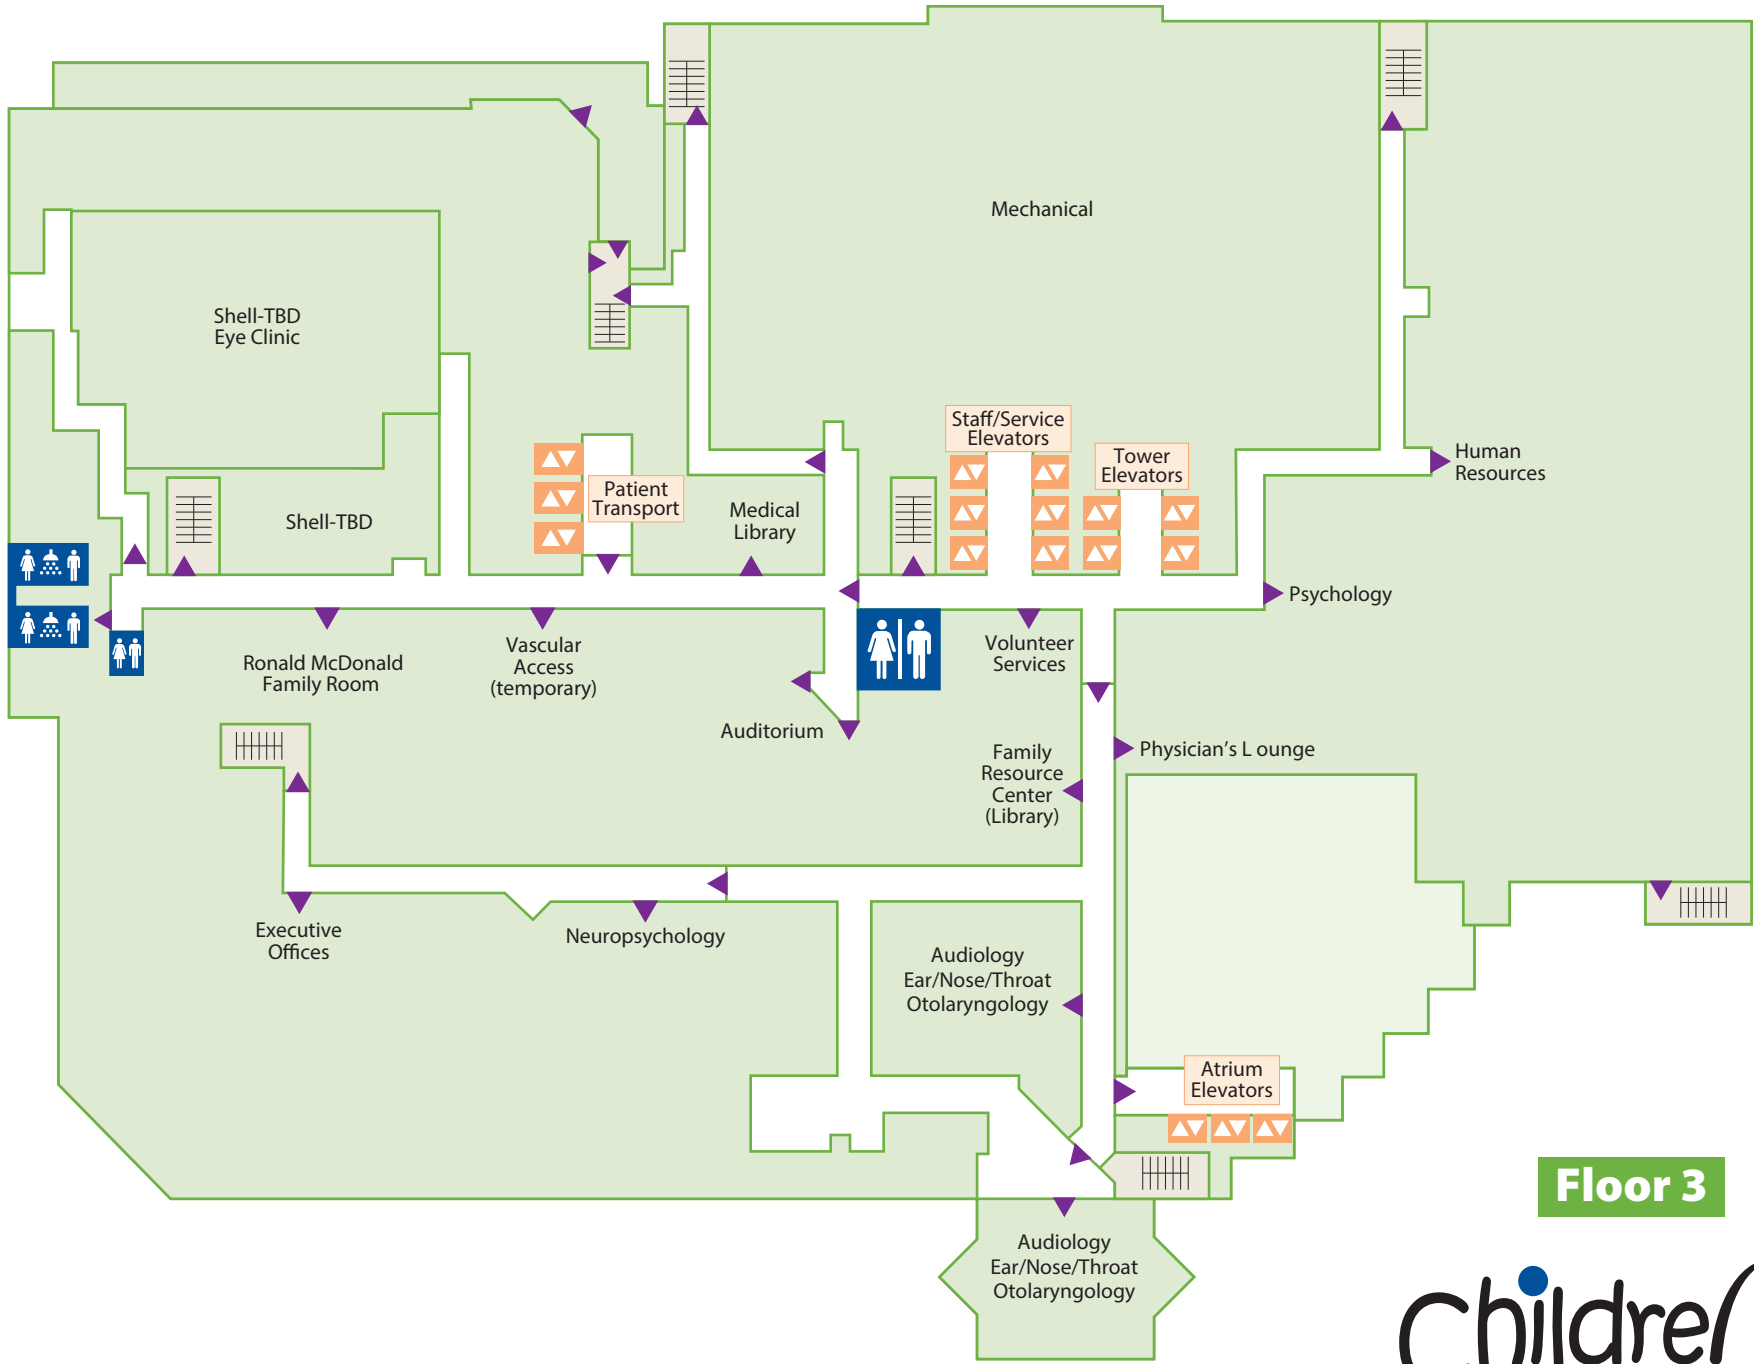 Mechanical
Shell-TBD
Eye Clinic
Staff/Service
Elevators
Tower
Elevators
Human
Resources
Patient
Transport
Medical
Library
Shell-TBD
Psychology
Vascular
Access
(temporary)
Ronald McDonald
Family Room
Volunteer
Services
Auditorium
Physician's L ounge
Family
Resource
Center
(Library)
Executive
Offices
Neuropsychology
Audiology
Ear/Nose/Throat
Otolaryngology
Atrium
Elevators
Floor 3
Audiology
Ear/Nose/Throat
Otolaryngology